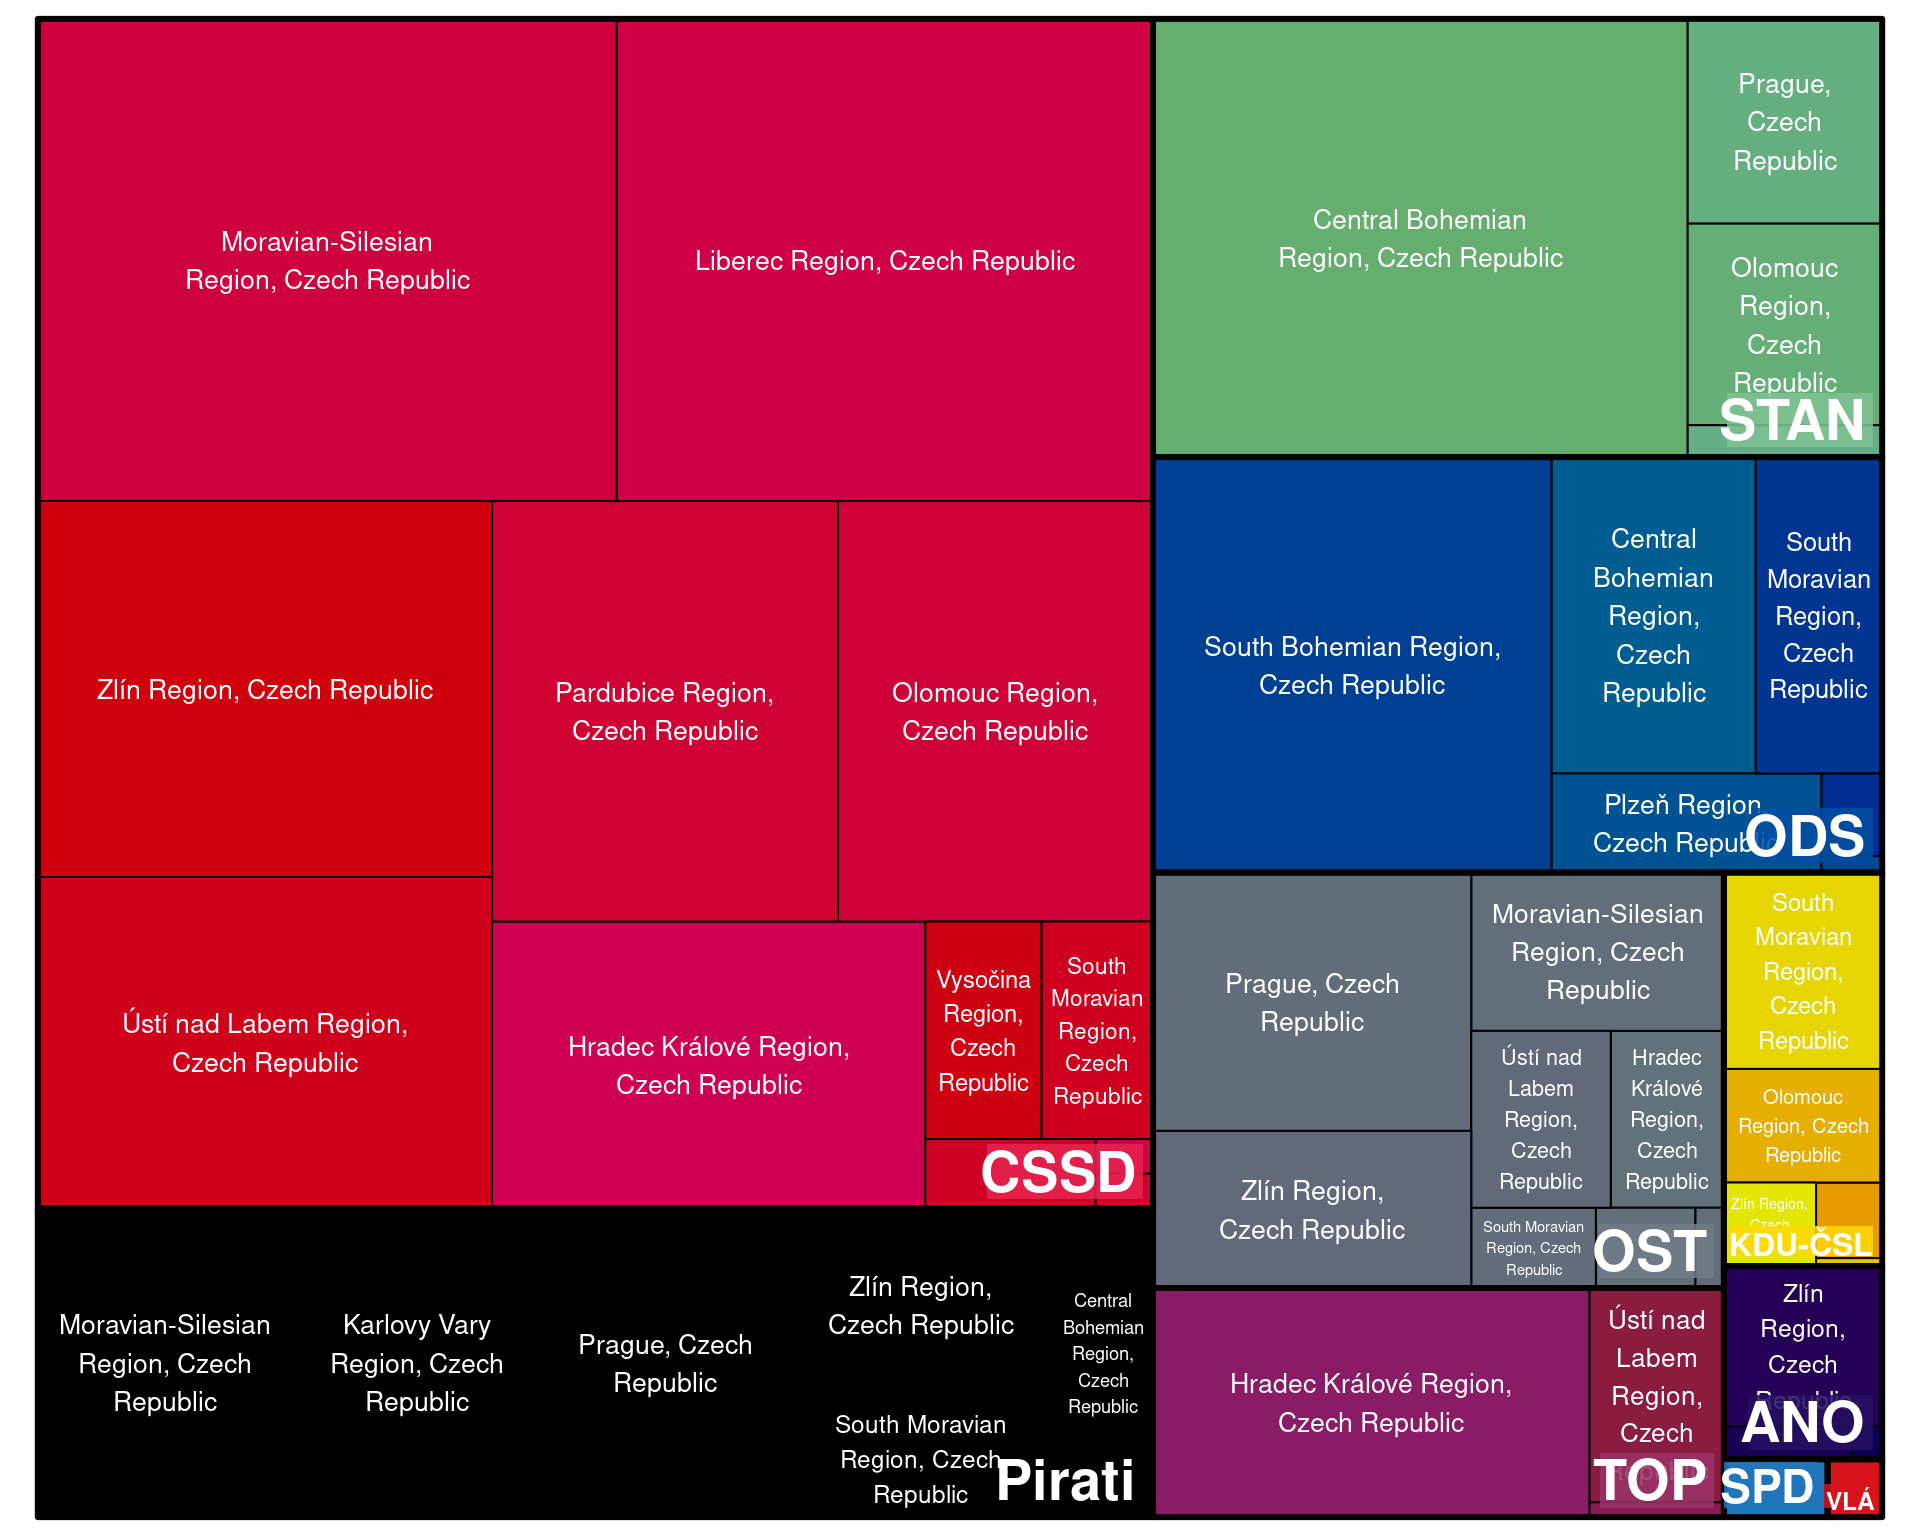 Moravian-Silesian
Region, Czech Republic
Liberec Region, Czech Republic
Zlín Region, Czech Republic
Pardubice Region,
Czech Republic
Olomouc Region,
Czech Republic
Ústí nad Labem Region,
Czech Republic
Hradec Králové Region,
Czech Republic
Vysočina
Region,
Czech
Republic
South
Moravian
Region,
Czech
Republic
CSSD
Moravian-Silesian
Region, Czech
Republic
Karlovy Vary
Region, Czech
Republic
Prague, Czech
Republic
Zlín Region,
Czech Republic
South Moravian
Region, Czech
Republic
Central
Bohemian
Region,
Czech
Republic
Pirati
Central Bohemian
Region, Czech Republic
Prague,
Czech
Republic
Olomouc
Region,
Czech
Republic
STAN
South Bohemian Region,
Czech Republic
Central
Bohemian
Region,
Czech
Republic
South
Moravian
Region,
Czech
Republic
Plzeň Region,
Czech Republic
ODS
Prague, Czech
Republic
Moravian-Silesian
Region, Czech
Republic
Zlín Region,
Czech Republic
Ústí nad
Labem
Region,
Czech
Republic
Hradec
Králové
Region,
Czech
Republic
South Moravian
Region, Czech
Republic
OST
South
Moravian
Region,
Czech
Republic
Olomouc
Region, Czech
Republic
Zlín Region,
Czech
KDU-ČSL
Hradec Králové Region,
Czech Republic
Ústí nad
Labem
Region,
Czech
Republic
TOP
Zlín
Region,
Czech
Republic
ANO
SPD
VLÁ